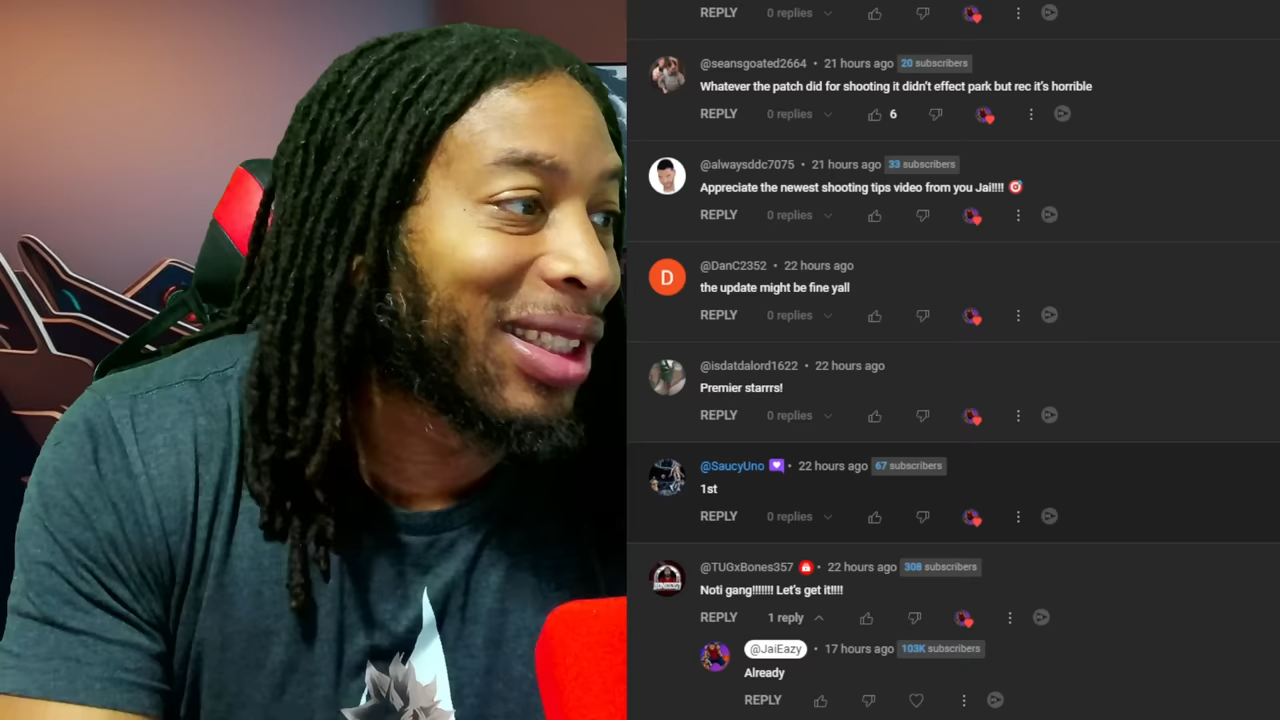 REPLY 0 replies
@seansgoated2664 • 21 hours ago 20 subscribers
Whatever the patch did for shooting it didn't effect park but rec it's horrible
REPLY 0 replies 6
@alwaysddc7075 • 21 hours ago 33 subscribers
Appreciate the newest shooting tips video from you Jai!!!! 🎯
REPLY 0 replies
D
@DanC2352 • 22 hours ago
the update might be fine yall
REPLY 0 replies
@isdatdalord1622 • 22 hours ago
Premier starrrs!
REPLY 0 replies
@SaucyUno • 22 hours ago 67 subscribers
1st
REPLY 0 replies
@TUGxBones357 • 22 hours ago 308 subscribers
Noti gang!!!!!!! Let's get it!!!!
REPLY 1 reply
@JaiEazy • 17 hours ago 103K subscribers
Already
REPLY